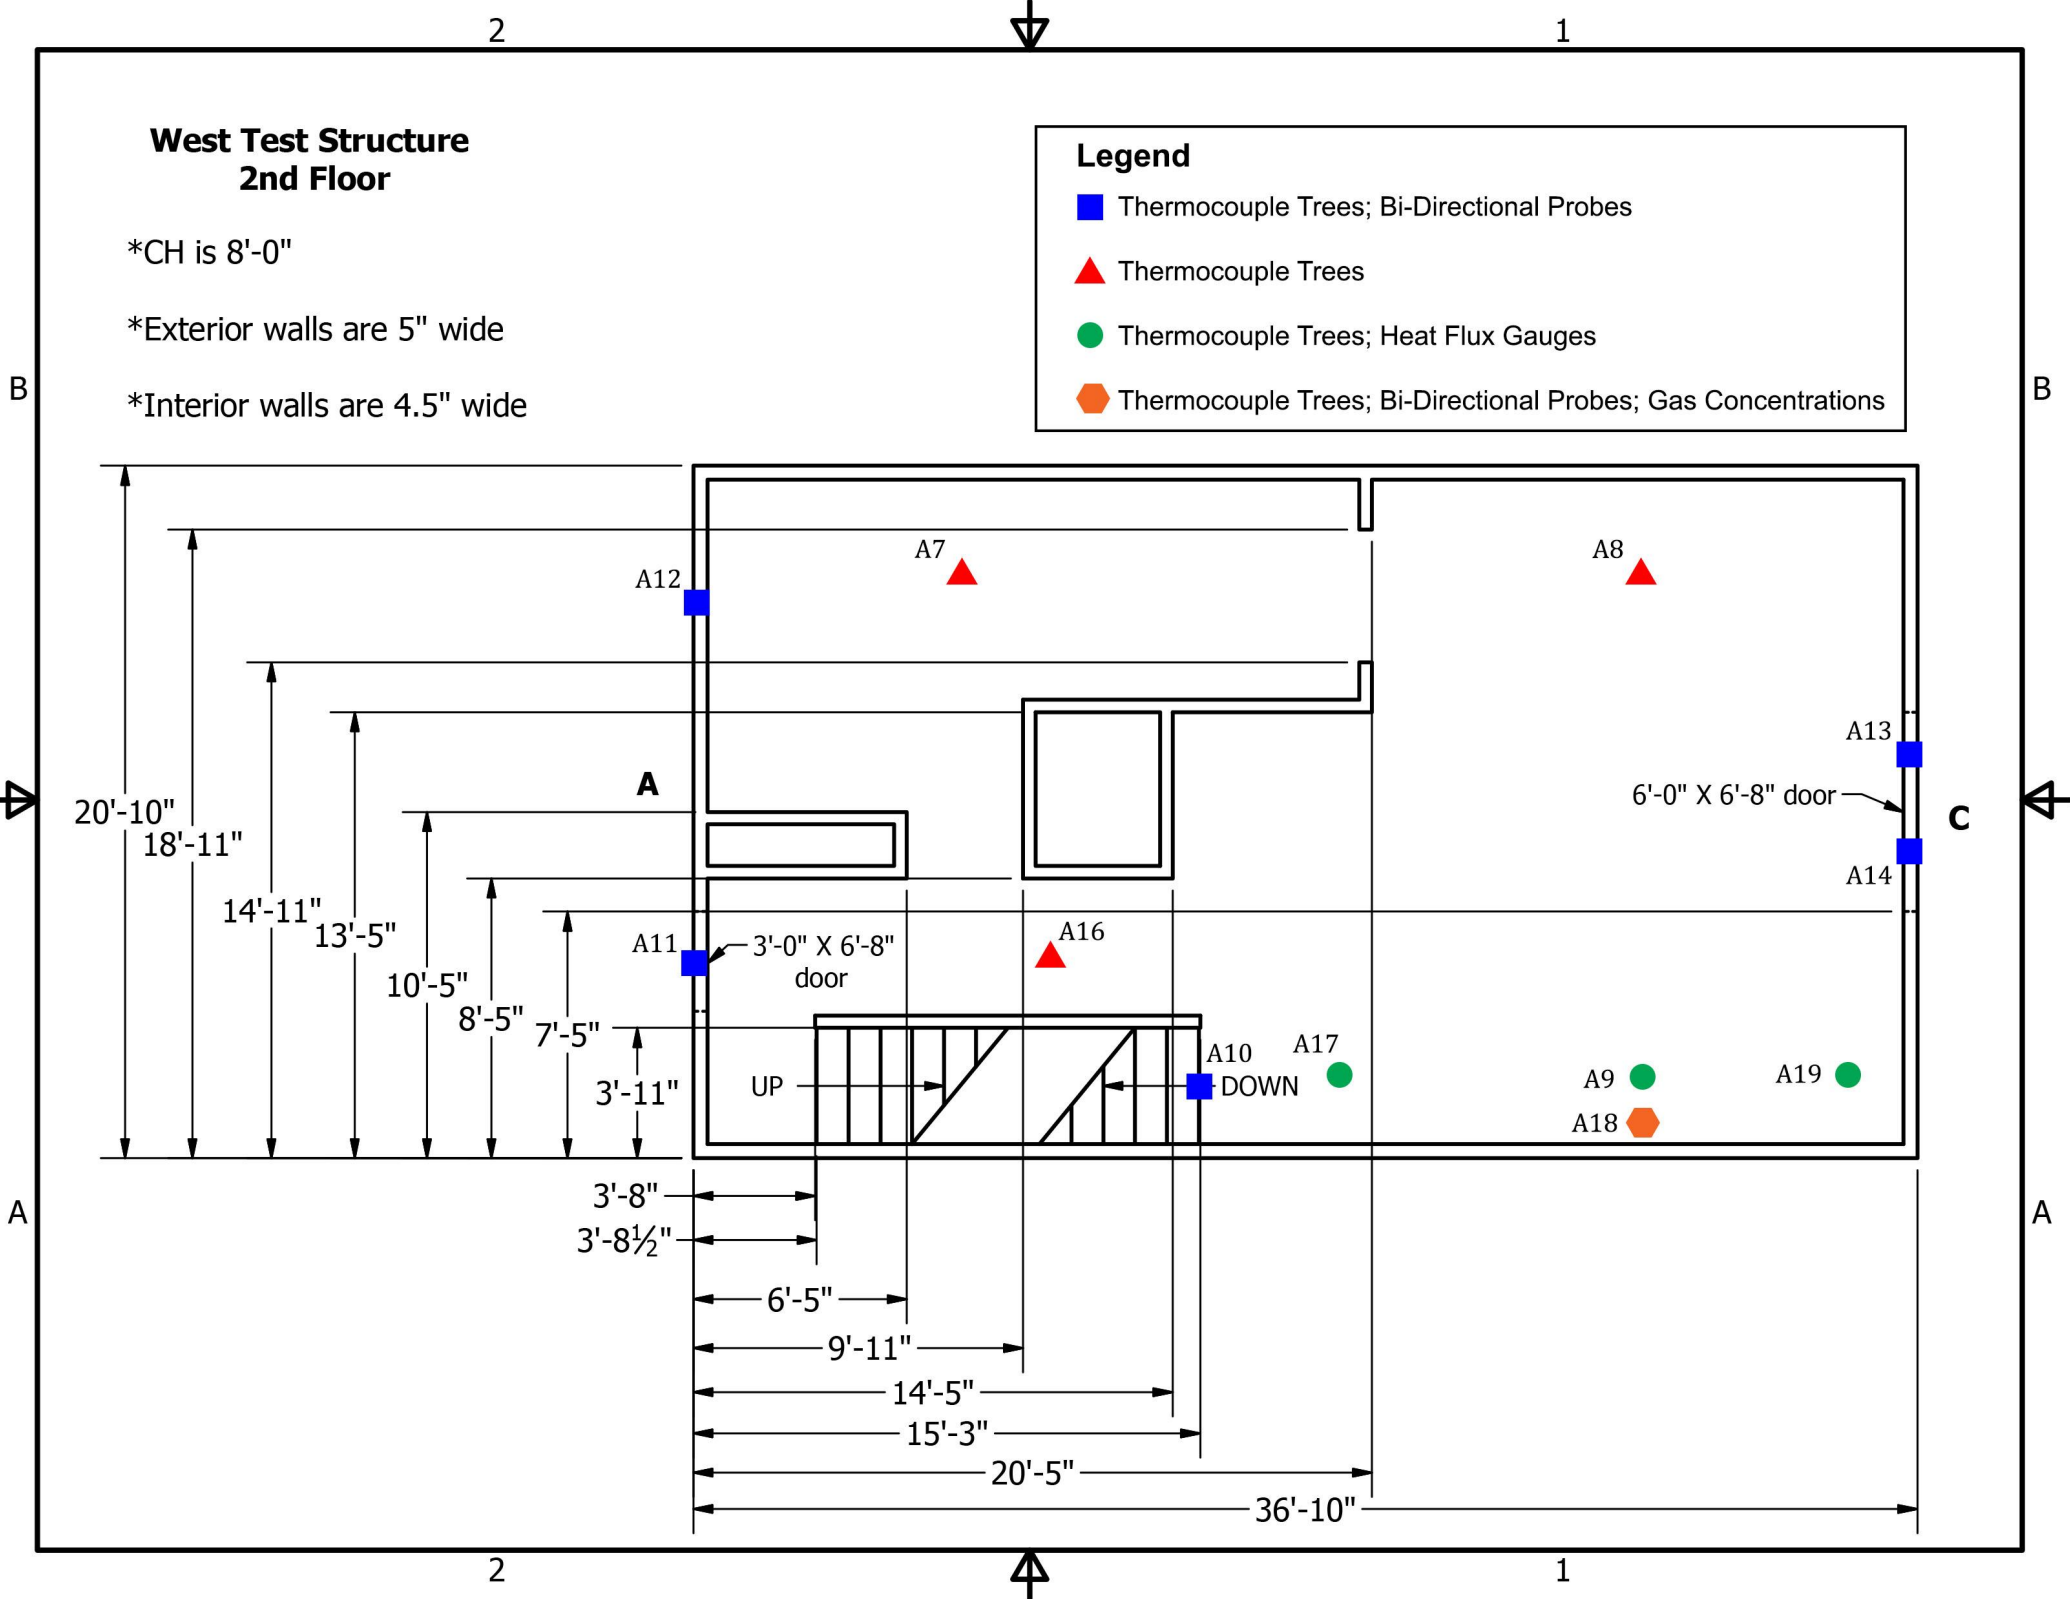 2 1
West Test Structure
2nd Floor
*CH is 8'-0"
*Exterior walls are 5" wide
*Interior walls are 4.5" wide
Legend
Thermocouple Trees; Bi-Directional Probes
Thermocouple Trees
Thermocouple Trees; Heat Flux Gauges
Thermocouple Trees; Bi-Directional Probes; Gas Concentrations
B B
A7 A8
A12
A13
A
6'-0" X 6'-8" door
C
A14
20'-10"
18'-11"
14'-11"
13'-5"
10'-5"
8'-5"
7'-5"
3'-11"
A11
3'-0" X 6'-8"
door
A16
UP
A10
DOWN
A17
A9
A19
A18
A A
3'-8"
3'-8½"
6'-5"
9'-11"
14'-5"
15'-3"
20'-5"
36'-10"
2 1